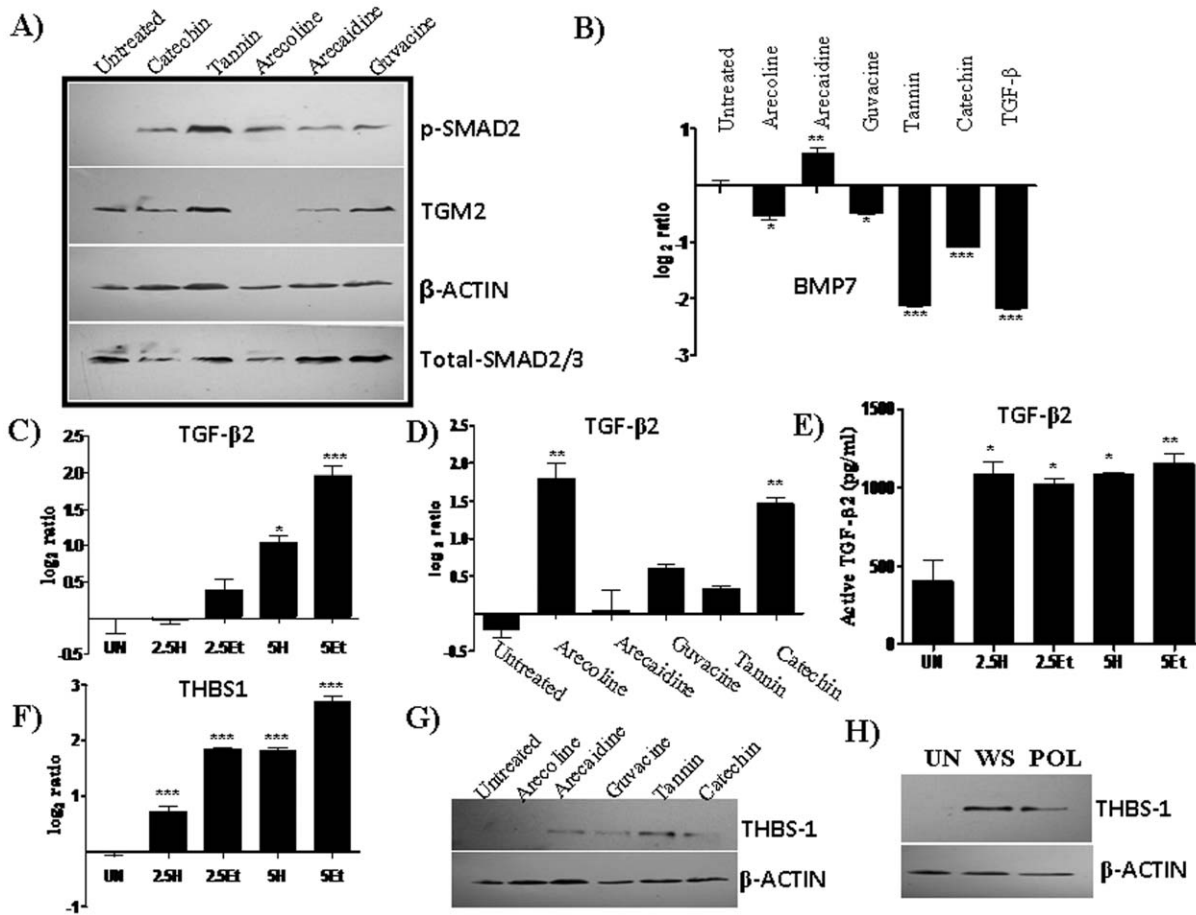 A)
Untreated Catechin Tannin Arecoline Arecaidine Guvacine
p-SMAD2
TGM2
β-ACTIN
Total-SMAD2/3
B)
Untreated Arecoline Arecaidine Guvacine Tannin Catechin TGF-β
1
**
*
*
-1
***
log 2 ratio
BMP7
-2
***
***
-3
C)
TGF-β2
2.5
2.0
1.5
1.0
0.5
-0.5
log2 ratio
*
***
UN 2.5H 2.5Et 5H 5Et
D)
TGF-β2
2.5
2.0
1.5
1.0
0.5
-0.5
log 2 ratio
**
**
Untreated Arecoline Arecaidine Guvacine Tannin Catechin
E)
TGF-β2
1500
1000
500
0
Active TGF-β2 (pg/ml)
*
*
*
**
UN 2.5H 2.5Et 5H 5Et
F)
THBS1
3
2
1
-1
log2 ratio
***
***
***
***
UN 2.5H 2.5Et 5H 5Et
G)
Untreated Arecoline Arecaidine Guvacine Tannin Catechin
THBS-1
β-ACTIN
H)
UN WS POL
THBS-1
β-ACTIN